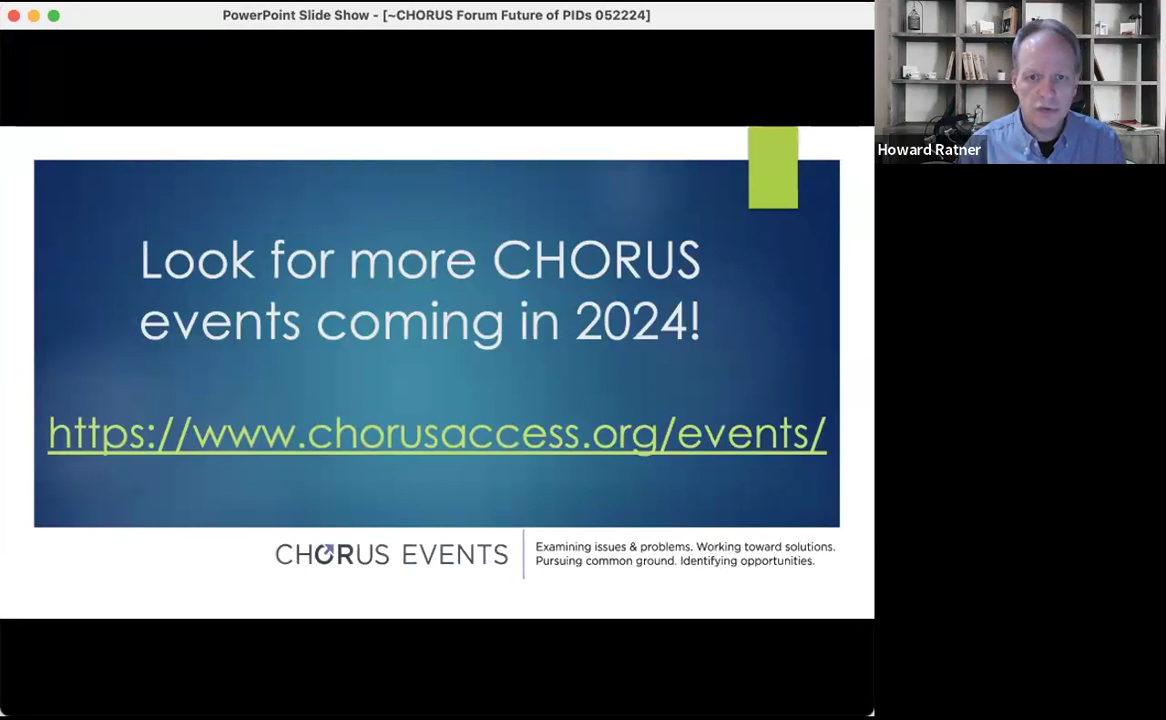 PowerPoint Slide Show - [~CHORUS Forum Future of PIDs 052224]
Howard Ratner
Look for more CHORUS
events coming in 2024!
https://www.chorusaccess.org/events/
CHORUS EVENTS
Examining issues & problems. Working toward solutions.
Pursuing common ground. Identifying opportunities.